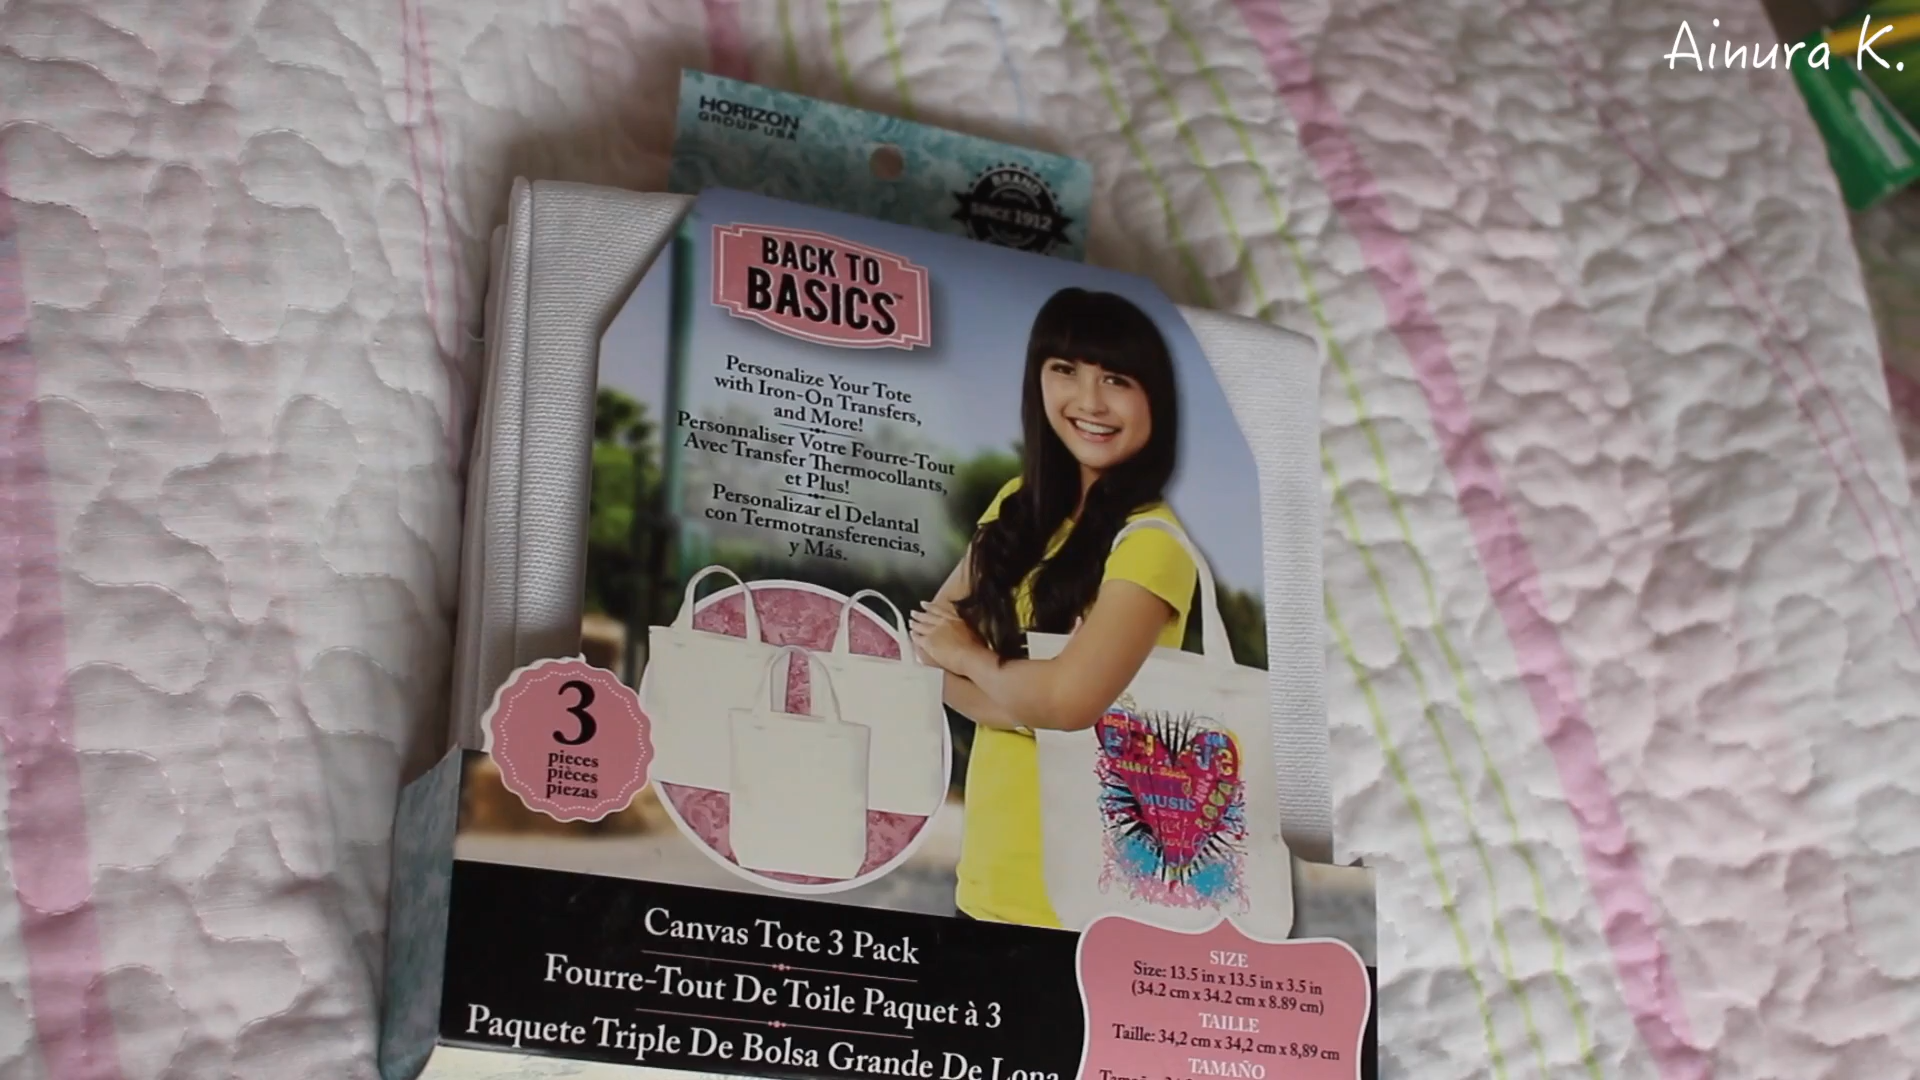 Ainura K.
HORIZON
GROUP USA
BRAND
SINCE 1912
BACK TO
BASICS™
Personalize Your Tote
with Iron-On Transfers,
and More!
Personnaliser Votre Fourre-Tout
Avec Transfer Thermocollants,
et Plus!
Personalizar el Delantal
con Termotransferencias,
y Más.
3
pieces
pièces
piezas
MUSIC
Canvas Tote 3 Pack
Fourre-Tout De Toile Paquet à 3
Paquete Triple De Bolsa Grande De Lona
SIZE
Size: 13.5 in x 13.5 in x 3.5 in
(34.2 cm x 34.2 cm x 8.89 cm)
TAILLE
Taille: 34,2 cm x 34,2 cm x 8,89 cm
TAMAÑO